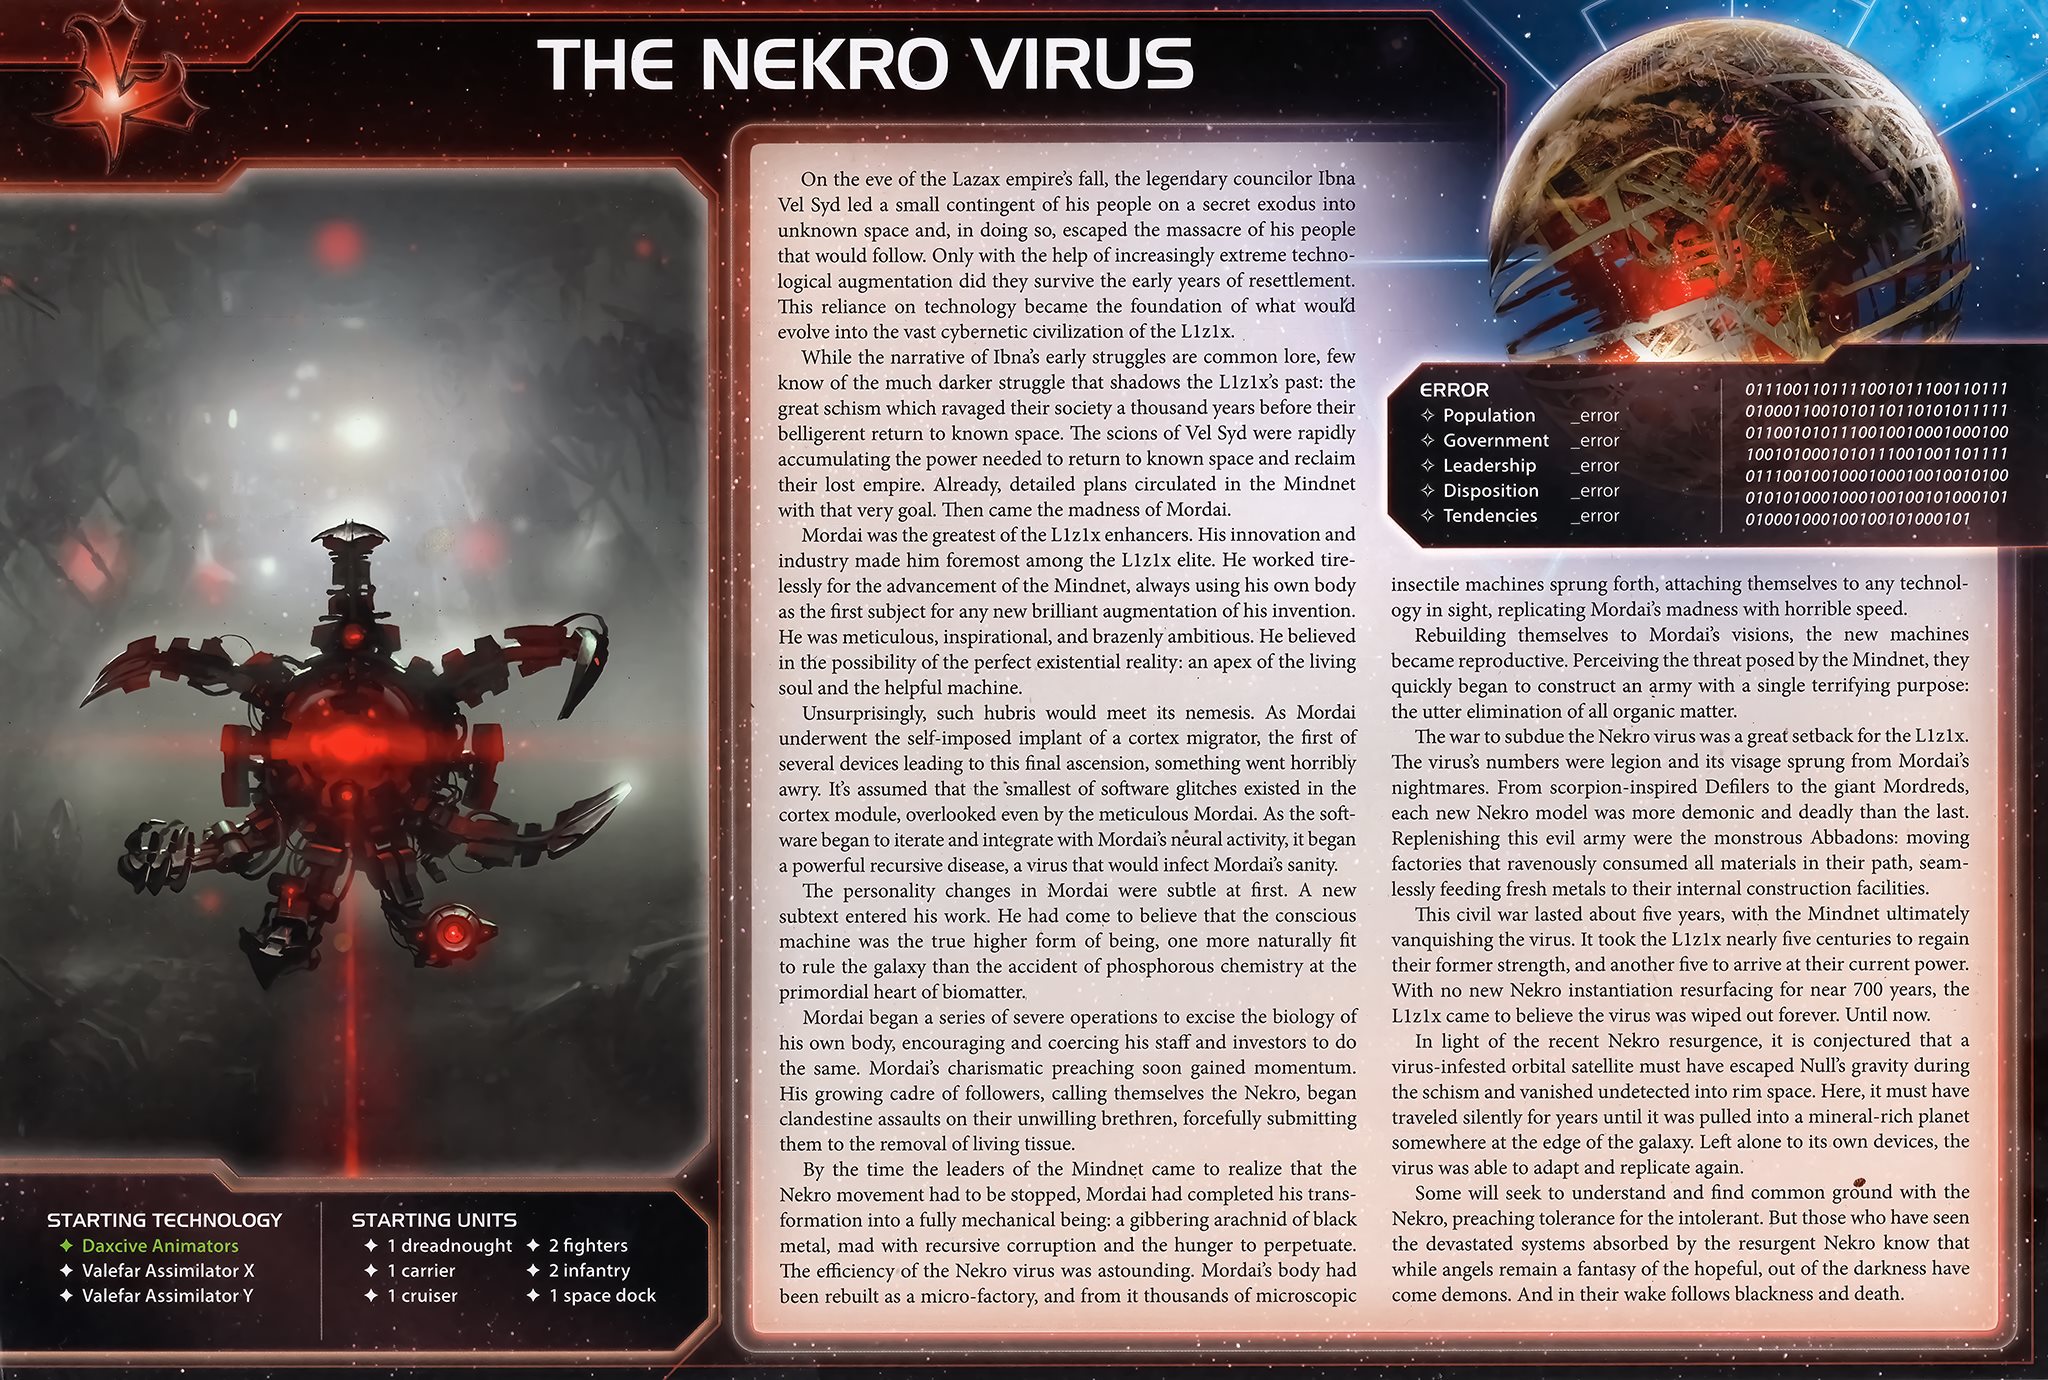 THE NEKRO VIRUS
On the eve of the Lazax empire's fall, the legendary councilor Ibna
Vel Syd led a small contingent of his people on a secret exodus into
unknown space and, in doing so, escaped the massacre of his people
that would follow. Only with the help of increasingly extreme techno-
logical augmentation did they survive the early years of resettlement.
This reliance on technology became the foundation of what would
evolve into the vast cybernetic civilization of the L1z1x.
While the narrative of Ibna's early struggles are common lore, few
know of the much darker struggle that shadows the L1z1x's past: the
great schism which ravaged their society a thousand years before their
belligerent return to known space. The scions of Vel Syd were rapidly
accumulating the power needed to return to known space and reclaim
their lost empire. Already, detailed plans circulated in the Mindnet
with that very goal. Then came the madness of Mordai.
Mordai was the greatest of the L1z1x enhancers. His innovation and
industry made him foremost among the L1z1x elite. He worked tire-
lessly for the advancement of the Mindnet, always using his own body
as the first subject for any new brilliant augmentation of his invention.
He was meticulous, inspirational, and brazenly ambitious. He believed
in the possibility of the perfect existential reality: an apex of the living
soul and the helpful machine.
Unsurprisingly, such hubris would meet its nemesis. As Mordai
underwent the self-imposed implant of a cortex migrator, the first of
several devices leading to this final ascension, something went horribly
awry. It's assumed that the smallest of software glitches existed in the
cortex module, overlooked even by the meticulous Mordai. As the soft-
ware began to iterate and integrate with Mordai's neural activity, it began
a powerful recursive disease, a virus that would infect Mordai's sanity.
The personality changes in Mordai were subtle at first. A new
subtext entered his work. He had come to believe that the conscious
machine was the true higher form of being, one more naturally fit
to rule the galaxy than the accident of phosphorous chemistry at the
primordial heart of biomatter.
Mordai began a series of severe operations to excise the biology of
his own body, encouraging and coercing his staff and investors to do
the same. Mordai's charismatic preaching soon gained momentum.
His growing cadre of followers, calling themselves the Nekro, began
clandestine assaults on their unwilling brethren, forcefully submitting
them to the removal of living tissue.
By the time the leaders of the Mindnet came to realize that the
Nekro movement had to be stopped, Mordai had completed his trans-
formation into a fully mechanical being: a gibbering arachnid of black
metal, mad with recursive corruption and the hunger to perpetuate.
The efficiency of the Nekro virus was astounding. Mordai's body had
been rebuilt as a micro-factory, and from it thousands of microscopic
ERROR
Population _error
Government _error
Leadership _error
Disposition _error
Tendencies _error
0111001101111001011100110111
0100011001010110110101011111
0110010101110010010001000100
1001010001010111001001101111
0111001001000100010010010100
0101010001000100100101000101
010001000100100101000101
insectile machines sprung forth, attaching themselves to any technol-
ogy in sight, replicating Mordai's madness with horrible speed.
Rebuilding themselves to Mordai's visions, the new machines
became reproductive. Perceiving the threat posed by the Mindnet, they
quickly began to construct an army with a single terrifying purpose:
the utter elimination of all organic matter.
The war to subdue the Nekro virus was a great setback for the L1z1x.
The virus's numbers were legion and its visage sprung from Mordai's
nightmares. From scorpion-inspired Defilers to the giant Mordreds,
each new Nekro model was more demonic and deadly than the last.
Replenishing this evil army were the monstrous Abbadons: moving
factories that ravenously consumed all materials in their path, seam-
lessly feeding fresh metals to their internal construction facilities.
This civil war lasted about five years, with the Mindnet ultimately
vanquishing the virus. It took the L1z1x nearly five centuries to regain
their former strength, and another five to arrive at their current power.
With no new Nekro instantiation resurfacing for near 700 years, the
L1z1x came to believe the virus was wiped out forever. Until now.
In light of the recent Nekro resurgence, it is conjectured that a
virus-infested orbital satellite must have escaped Null's gravity during
the schism and vanished undetected into rim space. Here, it must have
traveled silently for years until it was pulled into a mineral-rich planet
somewhere at the edge of the galaxy. Left alone to its own devices, the
virus was able to adapt and replicate again.
Some will seek to understand and find common ground with the
Nekro, preaching tolerance for the intolerant. But those who have seen
the devastated systems absorbed by the resurgent Nekro know that
while angels remain a fantasy of the hopeful, out of the darkness have
come demons. And in their wake follows blackness and death.
STARTING TECHNOLOGY
Daxcive Animators
Valefar Assimilator X
Valefar Assimilator Y
STARTING UNITS
1 dreadnought
1 carrier
1 cruiser
2 fighters
2 infantry
1 space dock